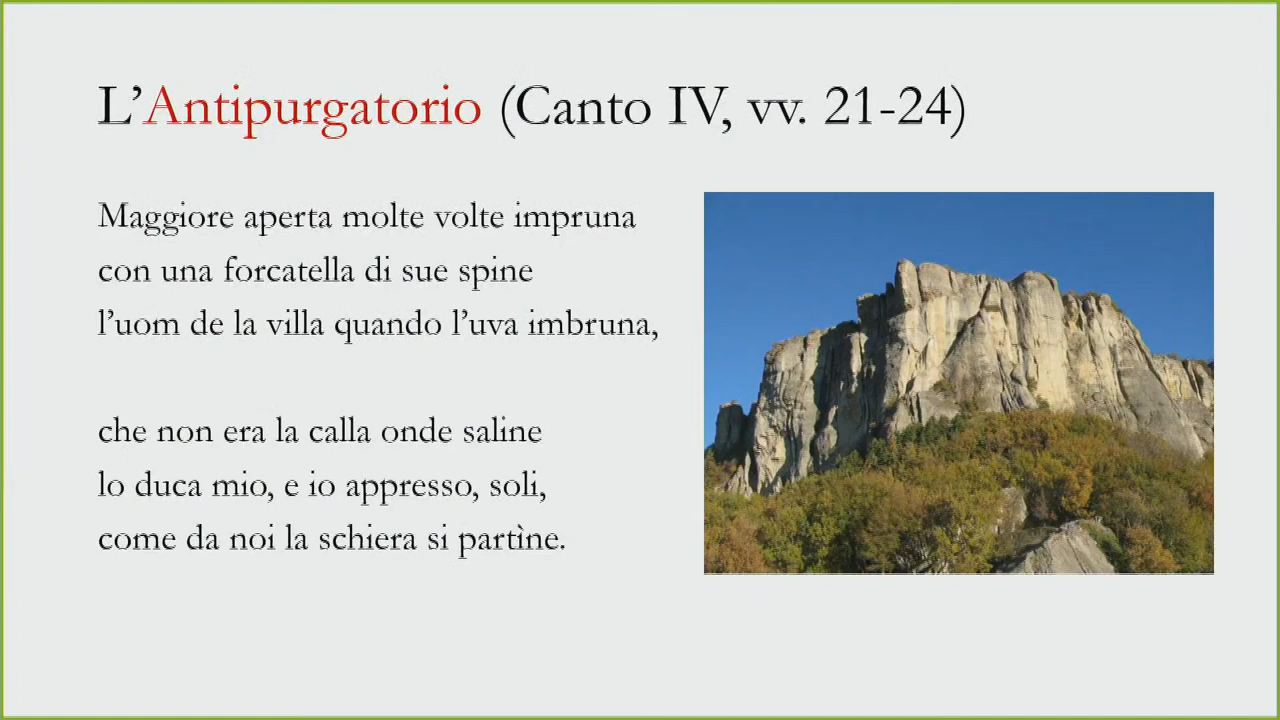 L’Antipurgatorio (Canto IV, vv. 21-24)
Maggiore aperta molte volte impruna
con una forcatella di sue spine
l’uom de la villa quando l’uva imbruna,
che non era la calla onde saline
lo duca mio, e io appresso, soli,
come da noi la schiera si partìne.